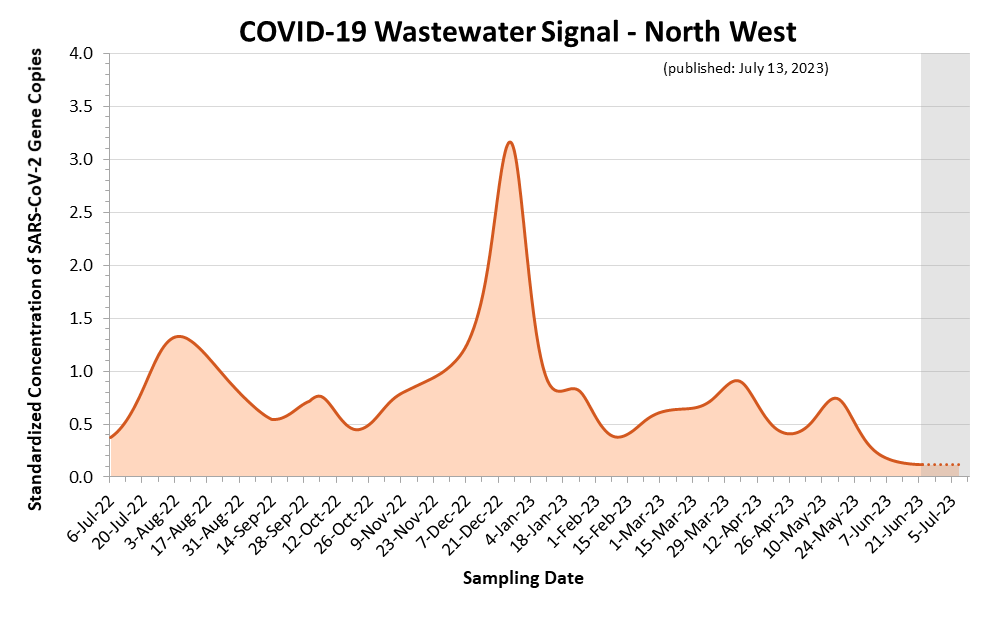 COVID-19 Wastewater Signal - North West
(published: July 13, 2023)
Standardized Concentration of SARS-CoV-2 Gene Copies
4.0
3.5
3.0
2.5
2.0
1.5
1.0
0.5
0.0
6-Jul-22
20-Jul-22
3-Aug-22
17-Aug-22
31-Aug-22
14-Sep-22
28-Sep-22
12-Oct-22
26-Oct-22
9-Nov-22
23-Nov-22
7-Dec-22
21-Dec-22
4-Jan-23
18-Jan-23
1-Feb-23
15-Feb-23
1-Mar-23
15-Mar-23
29-Mar-23
12-Apr-23
26-Apr-23
10-May-23
24-May-23
7-Jun-23
21-Jun-23
5-Jul-23
Sampling Date